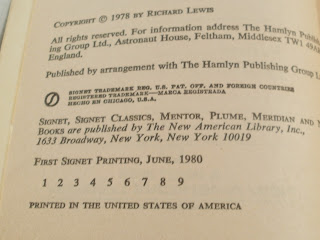 COPYRIGHT © 1978 BY RICHARD LEWIS
All rights reserved. For information address The Hamlyn Publish-
ing Group Ltd., Astronaut House, Feltham, Middlesex TW1
England.
Published by arrangement with The Hamlyn Publishing Group
SIGNET TRADEMARK REG. U.S. PAT. OFF. AND FOREIGN COUNTRIES
REGISTERED TRADEMARK—MARCA REGISTRADA
HECHO EN CHICAGO, U.S.A.
SIGNET, SIGNET CLASSICS, MENTOR, PLUME, MERIDIAN AND
BOOKS are published by The New American Library, Inc.,
1633 Broadway, New York, New York 10019
FIRST SIGNET PRINTING, JUNE, 1980
1 2 3 4 5 6 7 8 9
PRINTED IN THE UNITED STATES OF AMERICA